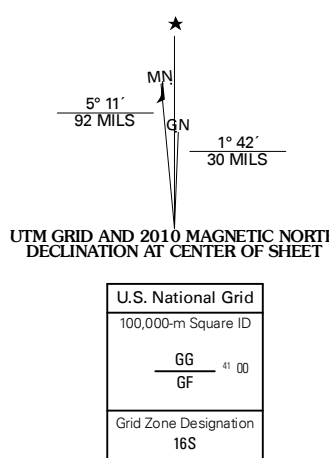 ★
MN
5° 11´
92 MILS
GN
1° 42´
30 MILS
UTM GRID AND 2010 MAGNETIC NORTH
DECLINATION AT CENTER OF SHEET
U.S. National Grid
100,000-m Square ID
GG
GF
41 00
Grid Zone Designation
16S